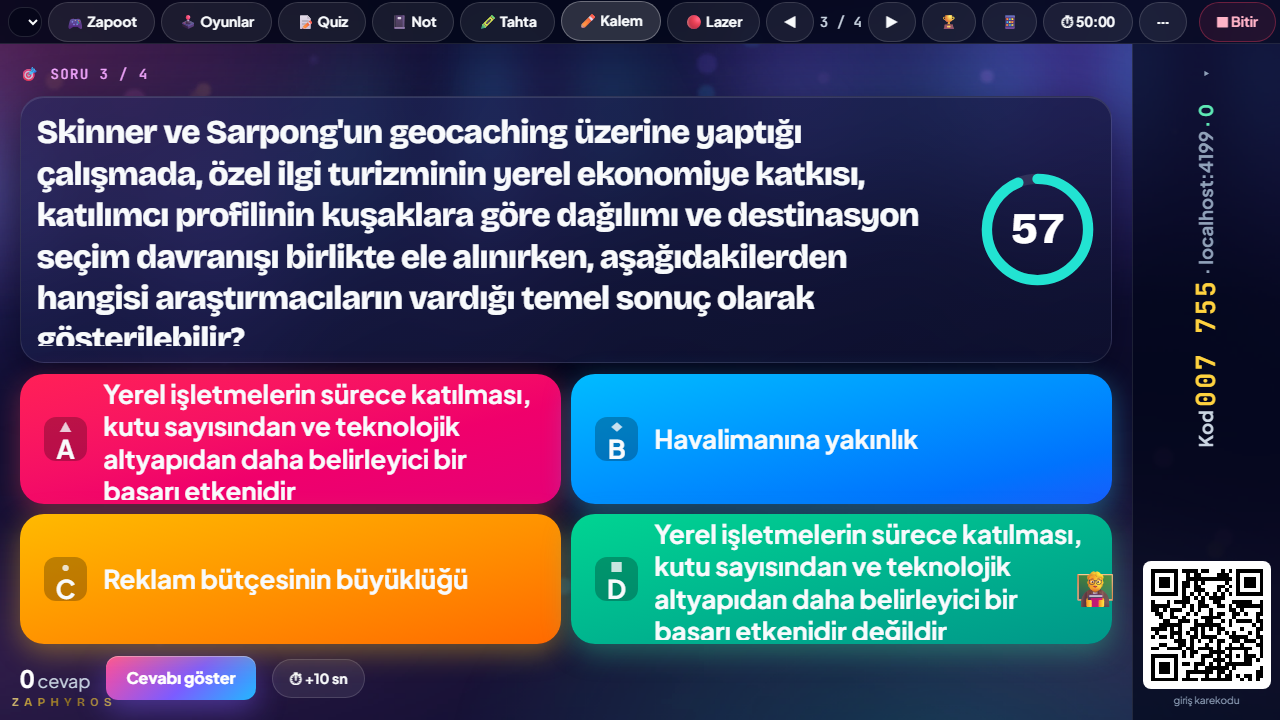 Zapoot
Oyunlar
Quiz
Not
Tahta
Kalem
Lazer
3 / 4
50:00
---
Bitir
SORU 3 / 4
Skinner ve Sarpong'un geocaching üzerine yaptığı
çalışmada, özel ilgi turizminin yerel ekonomiye katkısı,
katılımcı profilinin kuşaklara göre dağılımı ve destinasyon
seçim davranışı birlikte ele alınırken, aşağıdakilerden
hangisi araştırmacıların vardığı temel sonuç olarak
gösterilebilir?
57
A
Yerel işletmelerin sürece katılması,
kutu sayısından ve teknolojik
altyapıdan daha belirleyici bir
başarı etkenidir
B
Havalimanına yakınlık
C
Reklam bütçesinin büyüklüğü
D
Yerel işletmelerin sürece katılması,
kutu sayısından ve teknolojik
altyapıdan daha belirleyici bir
başarı etkenidir değildir
0 cevap
Cevabı göster
+10 sn
ZAPHYROS
Kod 007 755 · localhost:4199 · 0
giriş karekodu